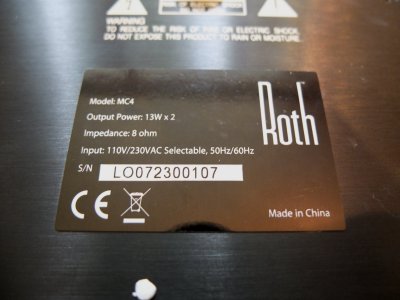 WARNING
TO REDUCE THE RISK OF FIRE OR ELECTRIC SHOCK,
DO NOT EXPOSE THIS PRODUCT TO RAIN OR MOISTURE.
Roth™
Model: MC4
Output Power: 13W x 2
Impedance: 8 ohm
Input: 110V/230VAC Selectable, 50Hz/60Hz
S/N LO072300107
CE
Made in China